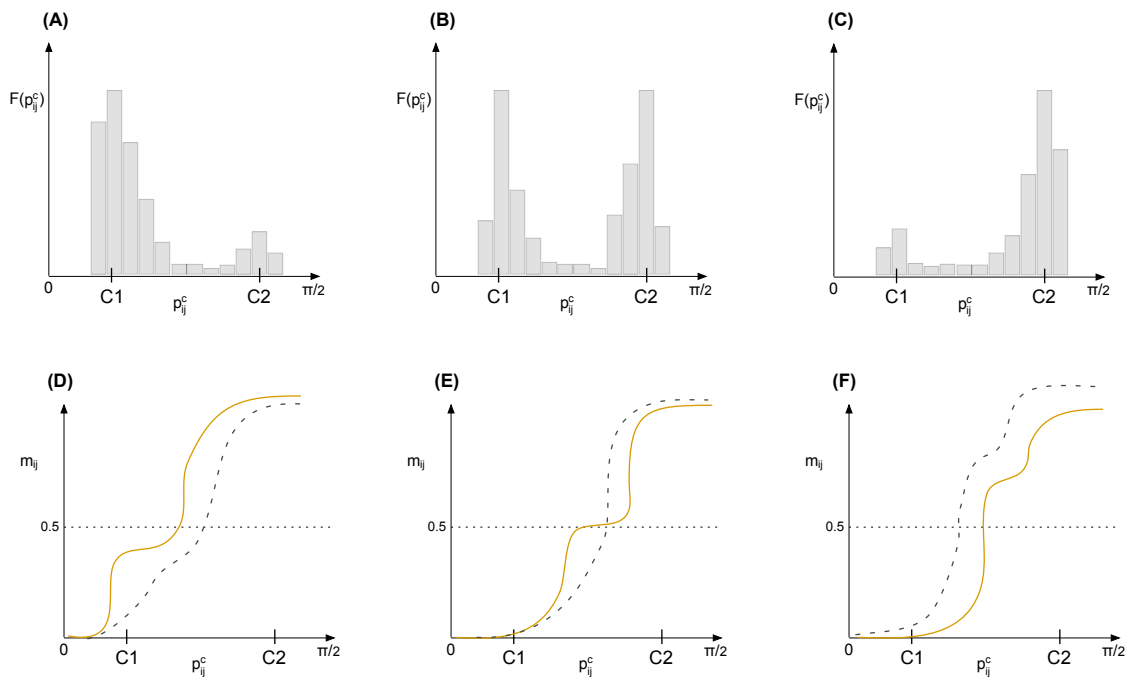 (A)
(B)
(C)
F(p^c_ij)
F(p^c_ij)
F(p^c_ij)
0 C1 p^c_ij C2 π/2
0 C1 p^c_ij C2 π/2
0 C1 p^c_ij C2 π/2
(D)
(E)
(F)
m_ij
m_ij
m_ij
0.5
0.5
0.5
0 C1 p^c_ij C2 π/2
0 C1 p^c_ij C2 π/2
0 C1 p^c_ij C2 π/2